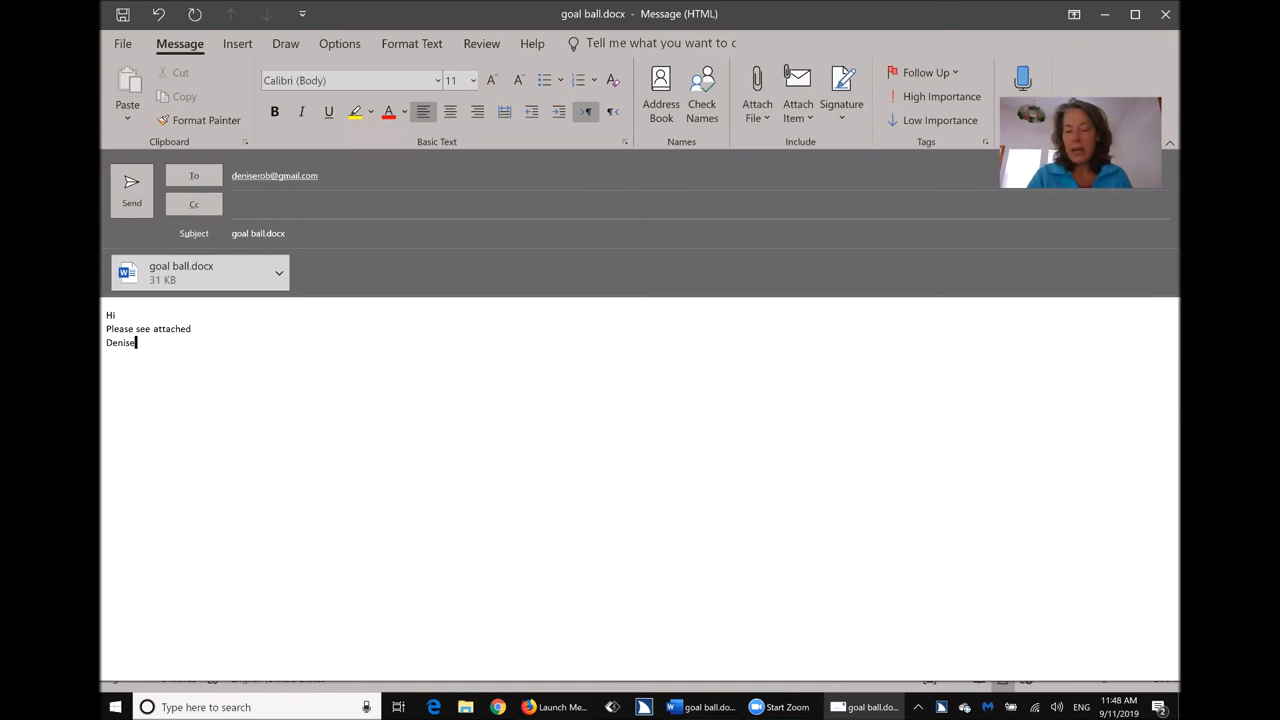 goal ball.docx - Message (HTML)
File Message Insert Draw Options Format Text Review Help Tell me what you want to c
Paste
Cut
Copy
Format Painter
Clipboard
Calibri (Body) 11
B I U A
Basic Text
Address Book
Check Names
Names
Attach File
Attach Item
Signature
Include
Follow Up
High Importance
Low Importance
Tags
Send
To deniserob@gmail.com
Cc
Subject goal ball.docx
goal ball.docx
31 KB
Hi
Please see attached
Denise
Type here to search
Launch Me...
goal ball.do...
Start Zoom
goal ball.do...
ENG
11:48 AM
9/11/2019
2